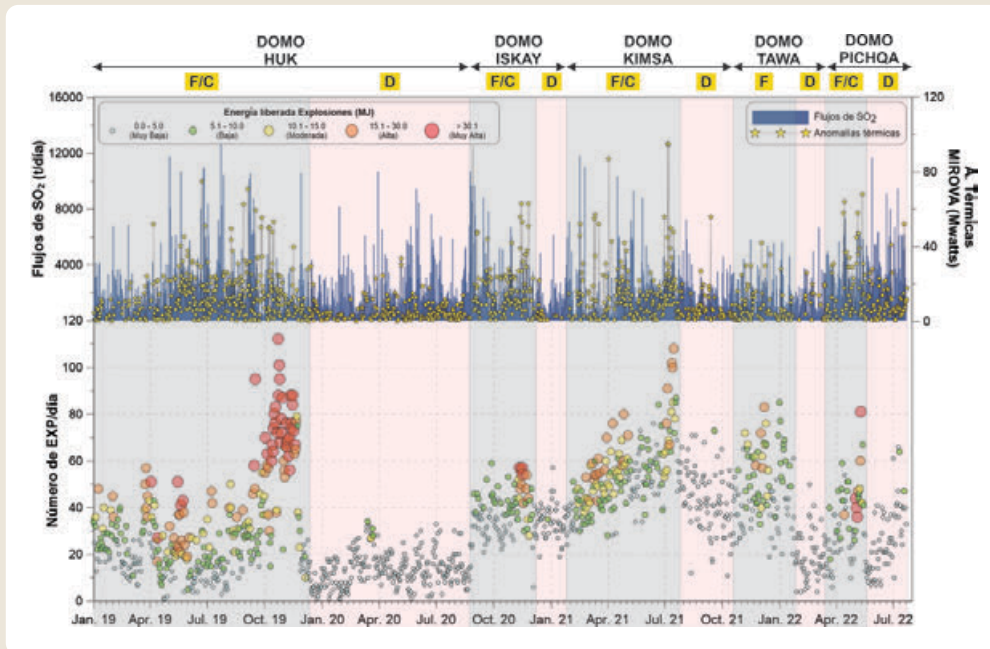 DOMO HUK
DOMO ISKAY
DOMO KIMSA
DOMO TAWA
DOMO PICHQA
F/C D F/C D F/C D F D F/C D
16000
12000
8000
4000
120
Flujos de SO₂ (t/día)
Energía liberada Explosiones (MJ)
0.0 - 5.0 (Muy Baja)
5.1 - 10.0 (Baja)
10.1 - 15.0 (Moderada)
15.1 - 30.0 (Alta)
> 30.1 (Muy Alta)
Flujos de SO₂
Anomalías térmicas
120
80
40
0
A. Térmicas
MIROVA (Mwatts)
100
80
60
40
20
0
Número de EXP/día
Jan. 19 Apr. 19 Jul. 19 Oct. 19 Jan. 20 Apr. 20 Jul. 20 Oct. 20 Jan. 21 Apr. 21 Jul. 21 Oct. 21 Jan. 22 Apr. 22 Jul. 22